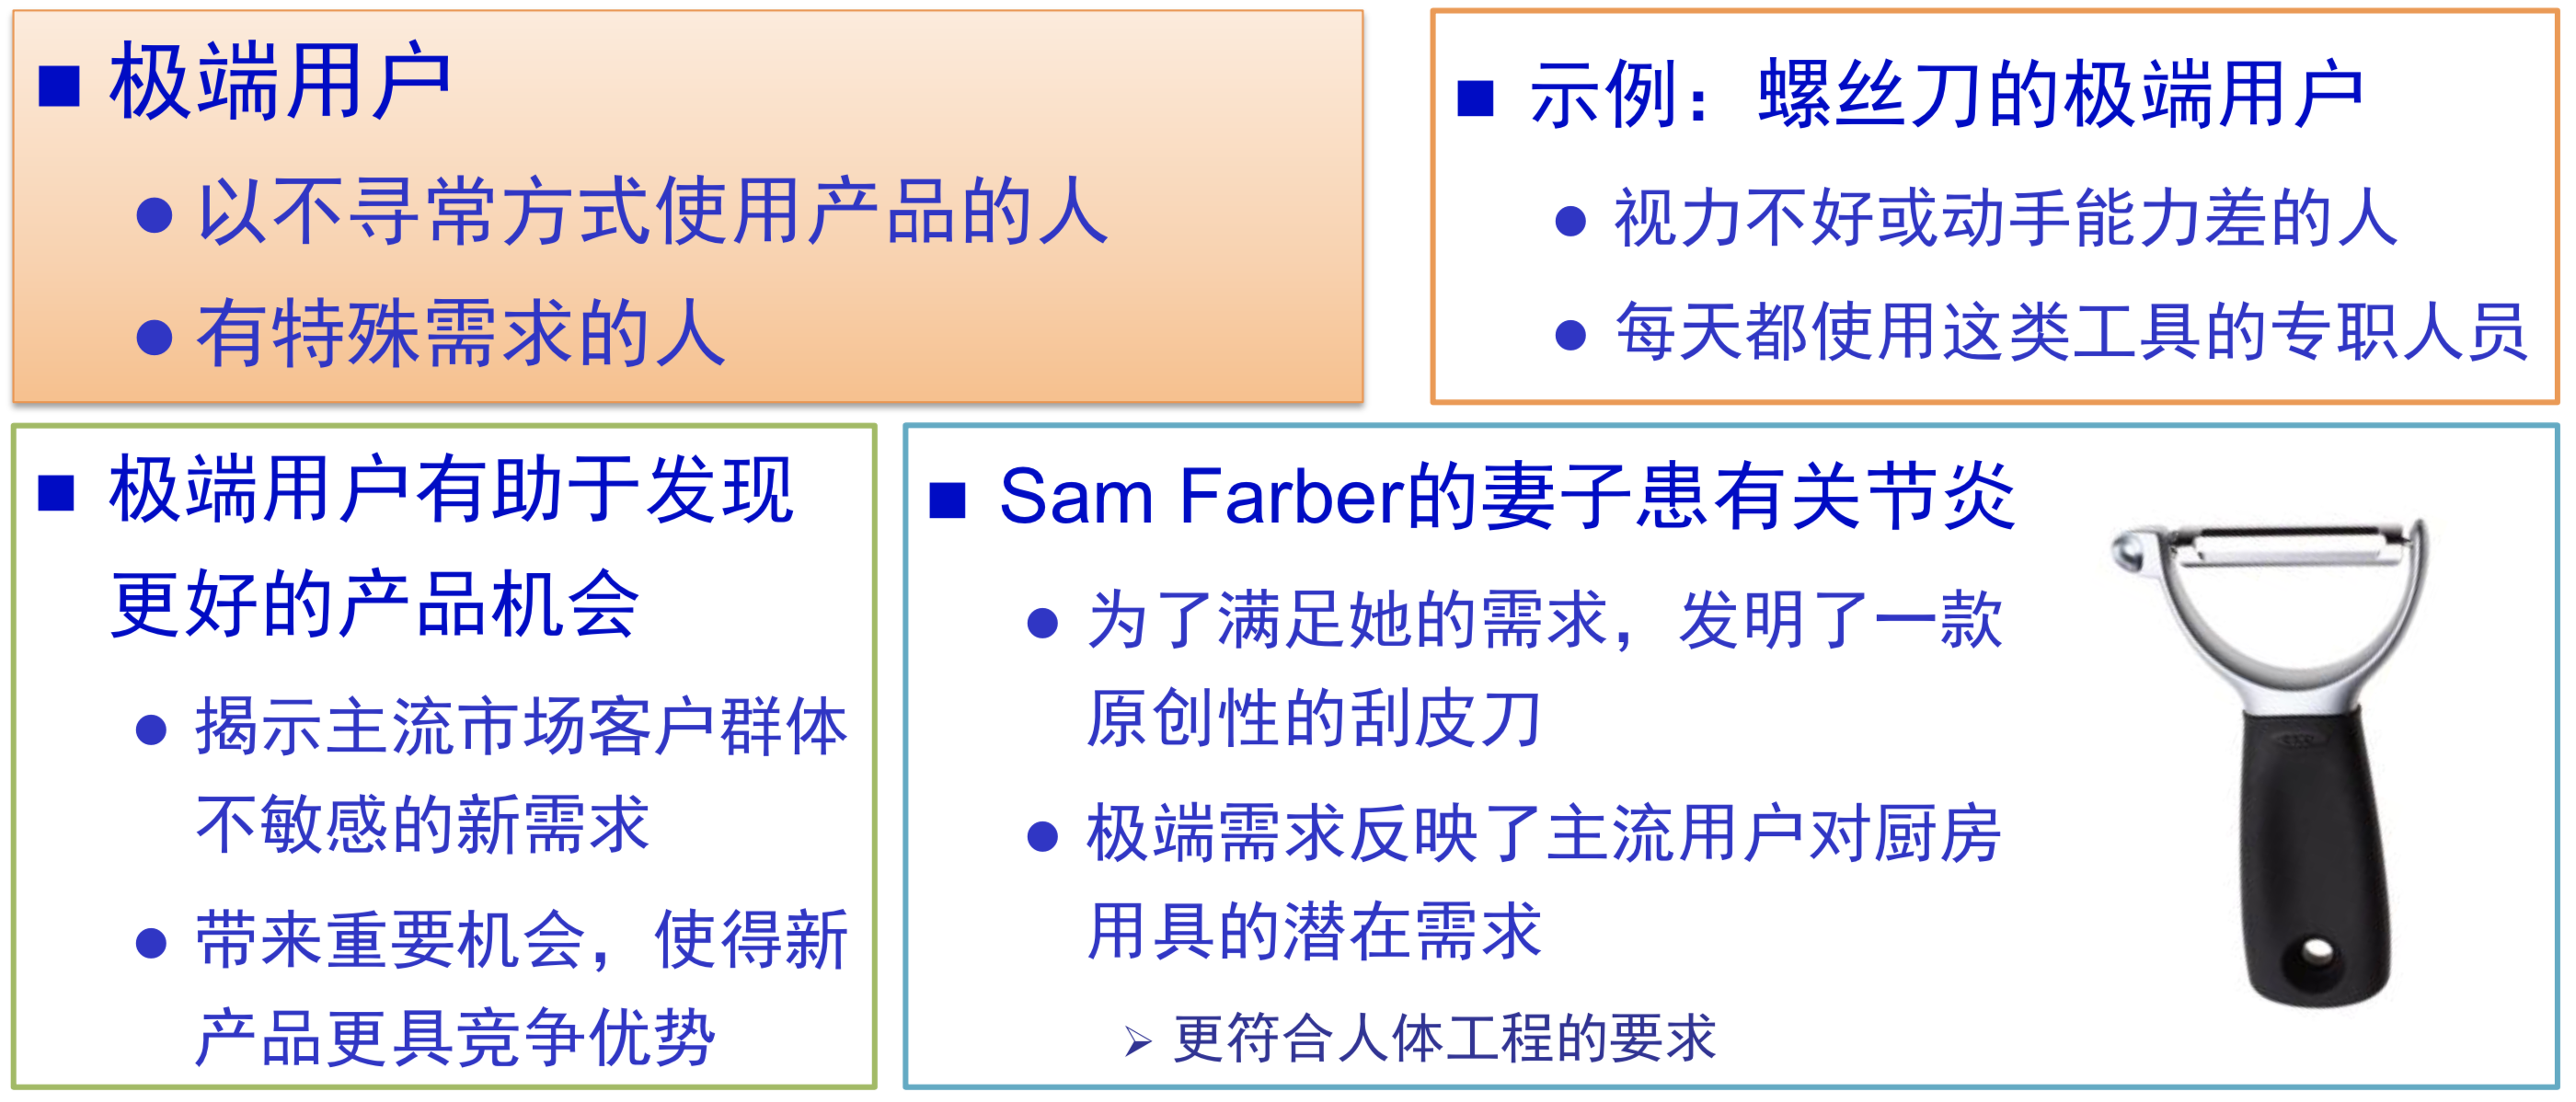 ■ 极端用户
● 以不寻常方式使用产品的人
● 有特殊需求的人
■ 示例：螺丝刀的极端用户
● 视力不好或动手能力差的人
● 每天都使用这类工具的专职人员
■ 极端用户有助于发现
更好的产品机会
● 揭示主流市场客户群体
不敏感的新需求
● 带来重要机会，使得新
产品更具竞争优势
■ Sam Farber的妻子患有关节炎
● 为了满足她的需求，发明了一款
原创性的刮皮刀
● 极端需求反映了主流用户对厨房
用具的潜在需求
➢ 更符合人体工程的要求